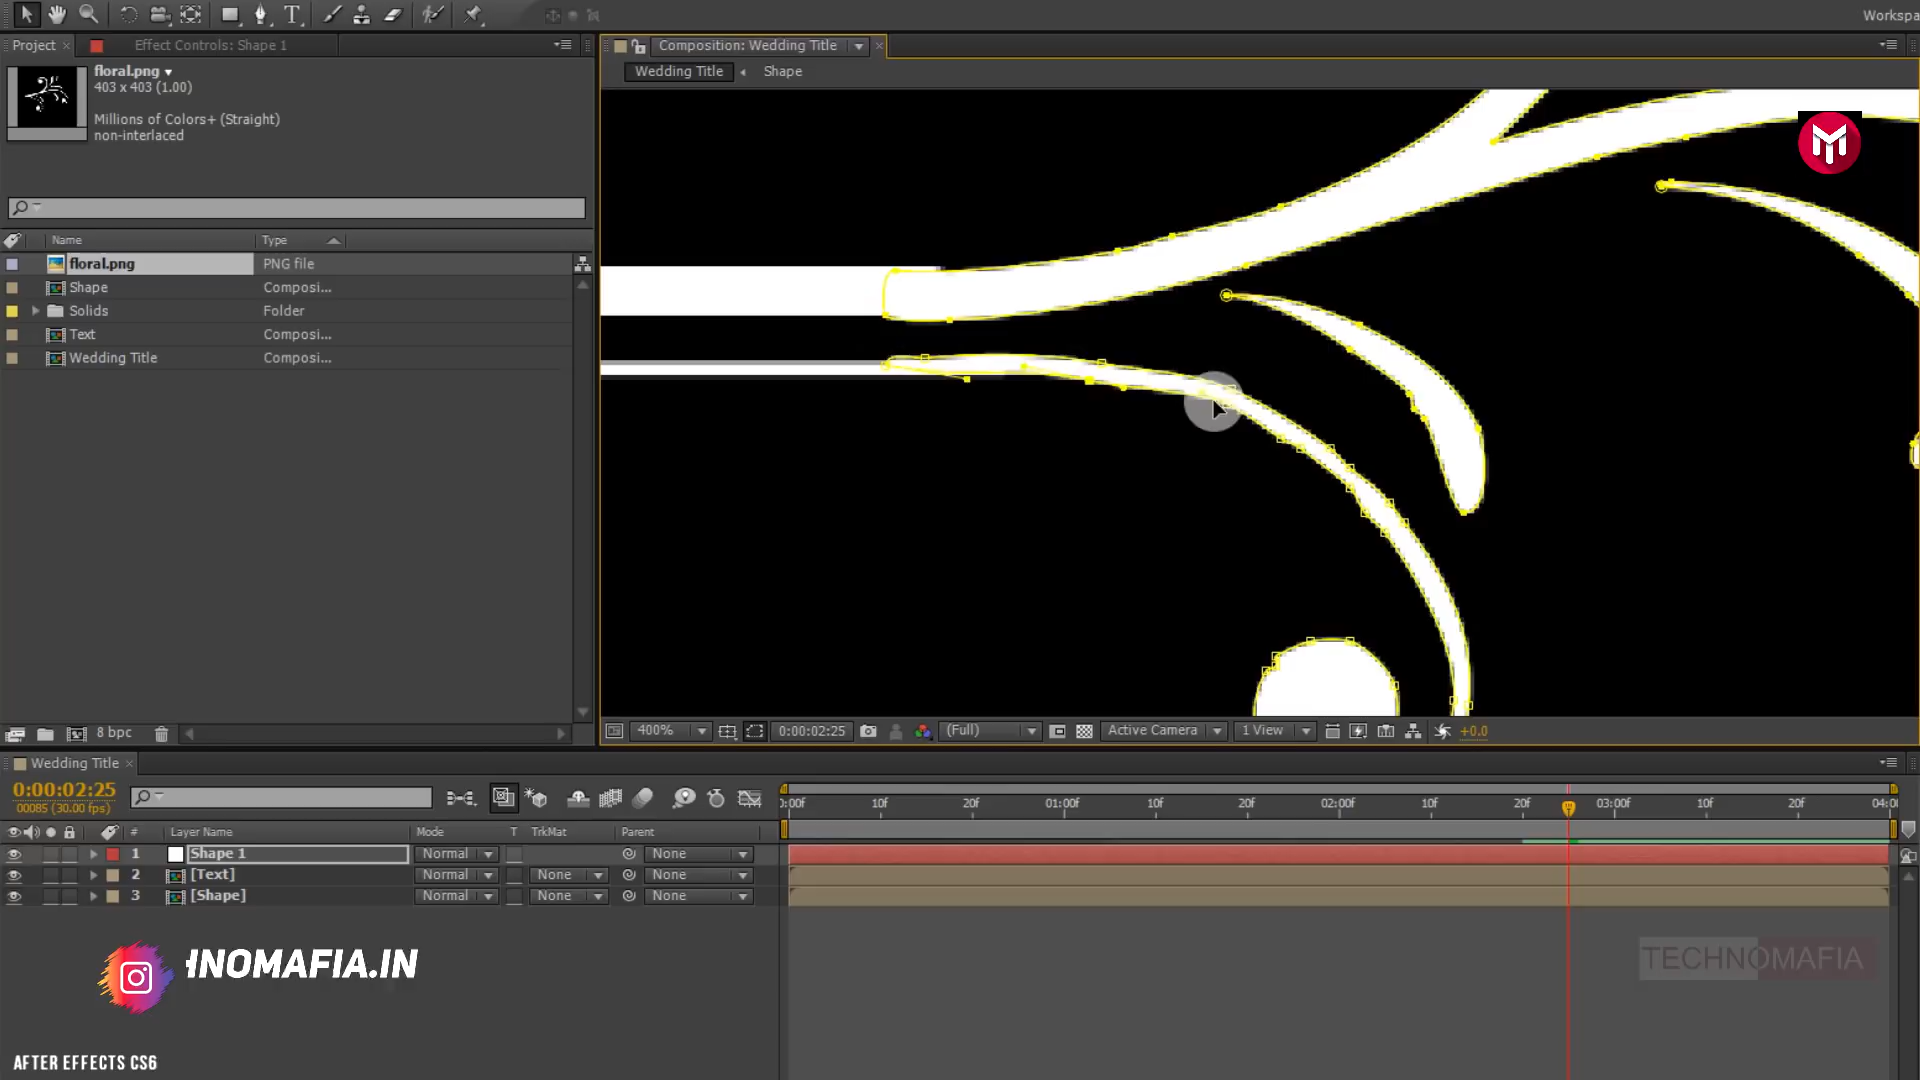 Workspa
Project
Effect Controls: Shape 1
Composition: Wedding Title
floral.png
403 x 403 (1.00)
Millions of Colors+ (Straight)
non-interlaced
Wedding Title
Shape
Name
Type
floral.png
PNG file
Shape
Composi...
Solids
Folder
Text
Composi...
Wedding Title
Composi...
8 bpc
400%
0:00:02:25
(Full)
Active Camera
1 View
+0.0
Wedding Title
0:00:02:25
00085 (30.00 fps)
:00f
10f
20f
01:00f
10f
20f
02:00f
10f
20f
03:00f
10f
20f
04:0
#
Layer Name
Mode
T
TrkMat
Parent
1
Shape 1
Normal
None
2
[Text]
Normal
None
None
3
[Shape]
Normal
None
None
INOMAFIA.IN
TECHNOMAFIA
AFTER EFFECTS CS6